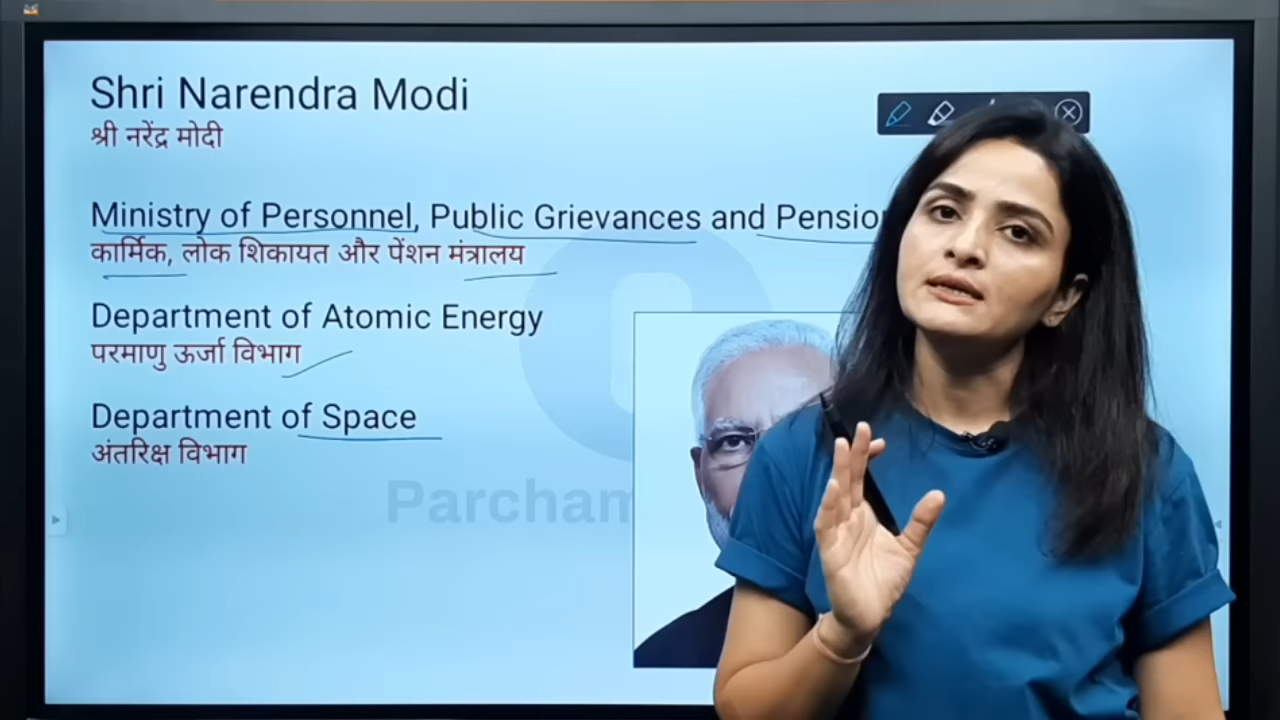 Shri Narendra Modi
श्री नरेंद्र मोदी
Ministry of Personnel, Public Grievances and
कार्मिक, लोक शिकायत और पेंशन मंत्रालय
Department of Atomic Energy
परमाणु ऊर्जा विभाग
Department of Space
अंतरिक्ष विभाग
Parcham